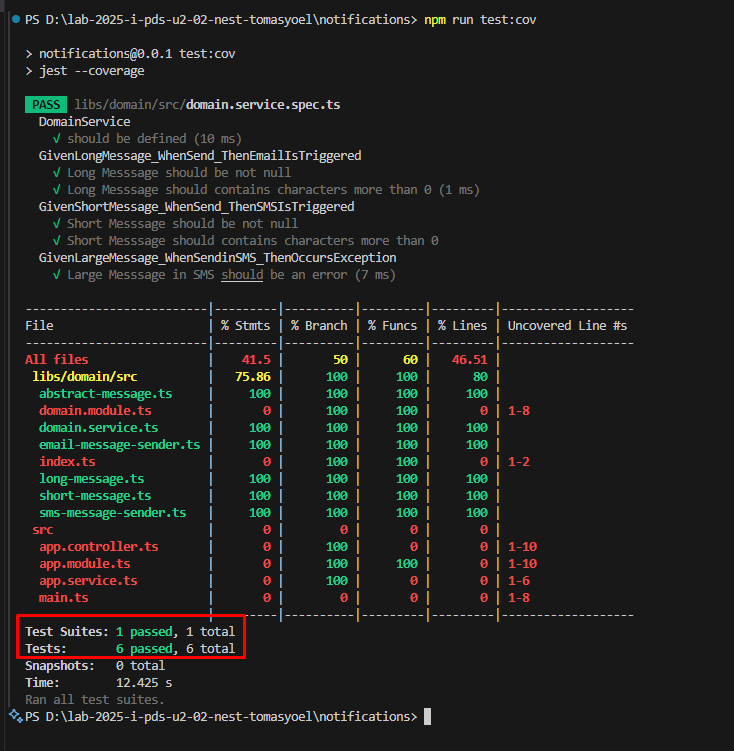 PS D:\lab-2025-i-pds-u2-02-nest-tomasyoel\notifications> npm run test:cov
> notifications@0.0.1 test:cov
> jest --coverage
PASS libs/domain/src/domain.service.spec.ts
DomainService
√ should be defined (10 ms)
GivenLongMesssage_WhenSend_ThenEmailIsTriggered
√ Long Messsage should be not null
√ Long Messsage should contains characters more than 0 (1 ms)
GivenShortMesssage_WhenSend_ThenSMSIsTriggered
√ Short Messsage should be not null
√ Short Messsage should contains characters more than 0
GivenLargeMesssage_WhenSendinSMS_ThenOccursException
√ Large Messsage in SMS should be an error (7 ms)
-------------------------|---------|----------|---------|---------|-------------------
File | % Stmts | % Branch | % Funcs | % Lines | Uncovered Line #s
-------------------------|---------|----------|---------|---------|-------------------
All files | 41.5 | 50 | 60 | 46.51 |
libs/domain/src | 75.86 | 100 | 100 | 80 |
abstract-message.ts | 100 | 100 | 100 | 100 |
domain.module.ts | 0 | 100 | 100 | 0 | 1-8
domain.service.ts | 100 | 100 | 100 | 100 |
email-message-sender.ts | 100 | 100 | 100 | 100 |
index.ts | 0 | 100 | 100 | 0 | 1-2
long-message.ts | 100 | 100 | 100 | 100 |
short-message.ts | 100 | 100 | 100 | 100 |
sms-message-sender.ts | 100 | 100 | 100 | 100 |
src | 0 | 0 | 0 | 0 |
app.controller.ts | 0 | 100 | 0 | 0 | 1-10
app.module.ts | 0 | 100 | 100 | 0 | 1-10
app.service.ts | 0 | 100 | 0 | 0 | 1-6
main.ts | 0 | 0 | 0 | 0 | 1-8
-------------------------|---------|----------|---------|---------|-------------------
Test Suites: 1 passed, 1 total
Tests: 6 passed, 6 total
Snapshots: 0 total
Time: 12.425 s
Ran all test suites.
PS D:\lab-2025-i-pds-u2-02-nest-tomasyoel\notifications>